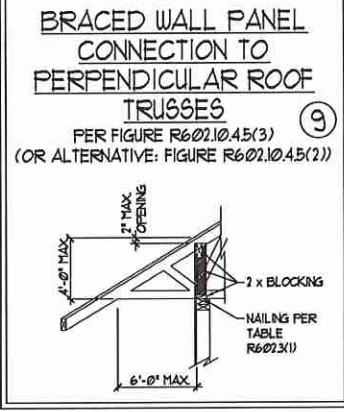 BRACED WALL PANEL
CONNECTION TO
PERPENDICULAR ROOF
TRUSSES
9
PER FIGURE R602.10.4.5(3)
(OR ALTERNATIVE: FIGURE R602.10.4.5(2))
2" MAX.
OPENING
4'-0" MAX.
2 x BLOCKING
NAILING PER
TABLE
R602.3(1)
6'-0" MAX.